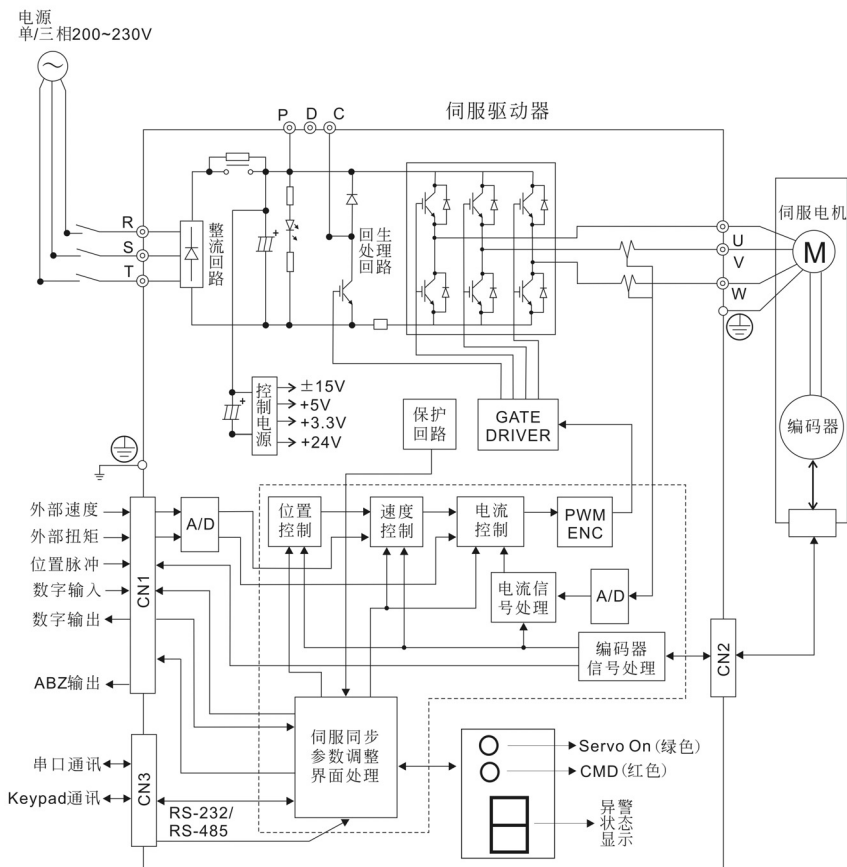 电源
单/三相200~230V
P D C
伺服驱动器
R
S
T
整流回路
回生
处理
回路
伺服电机
M
U
V
W
控制电源
±15V
+5V
+3.3V
+24V
保护
回路
GATE
DRIVER
编码器
外部速度
外部扭矩
位置脉冲
数字输入
数字输出
ABZ输出
CN1
A/D
位置
控制
速度
控制
电流
控制
PWM
ENC
电流信
号处理
A/D
编码器
信号处理
CN2
伺服同步
参数调整
界面处理
串口通讯
Keypad通讯
CN3
RS-232/
RS-485
Servo On (绿色)
CMD (红色)
异警
状态
显示